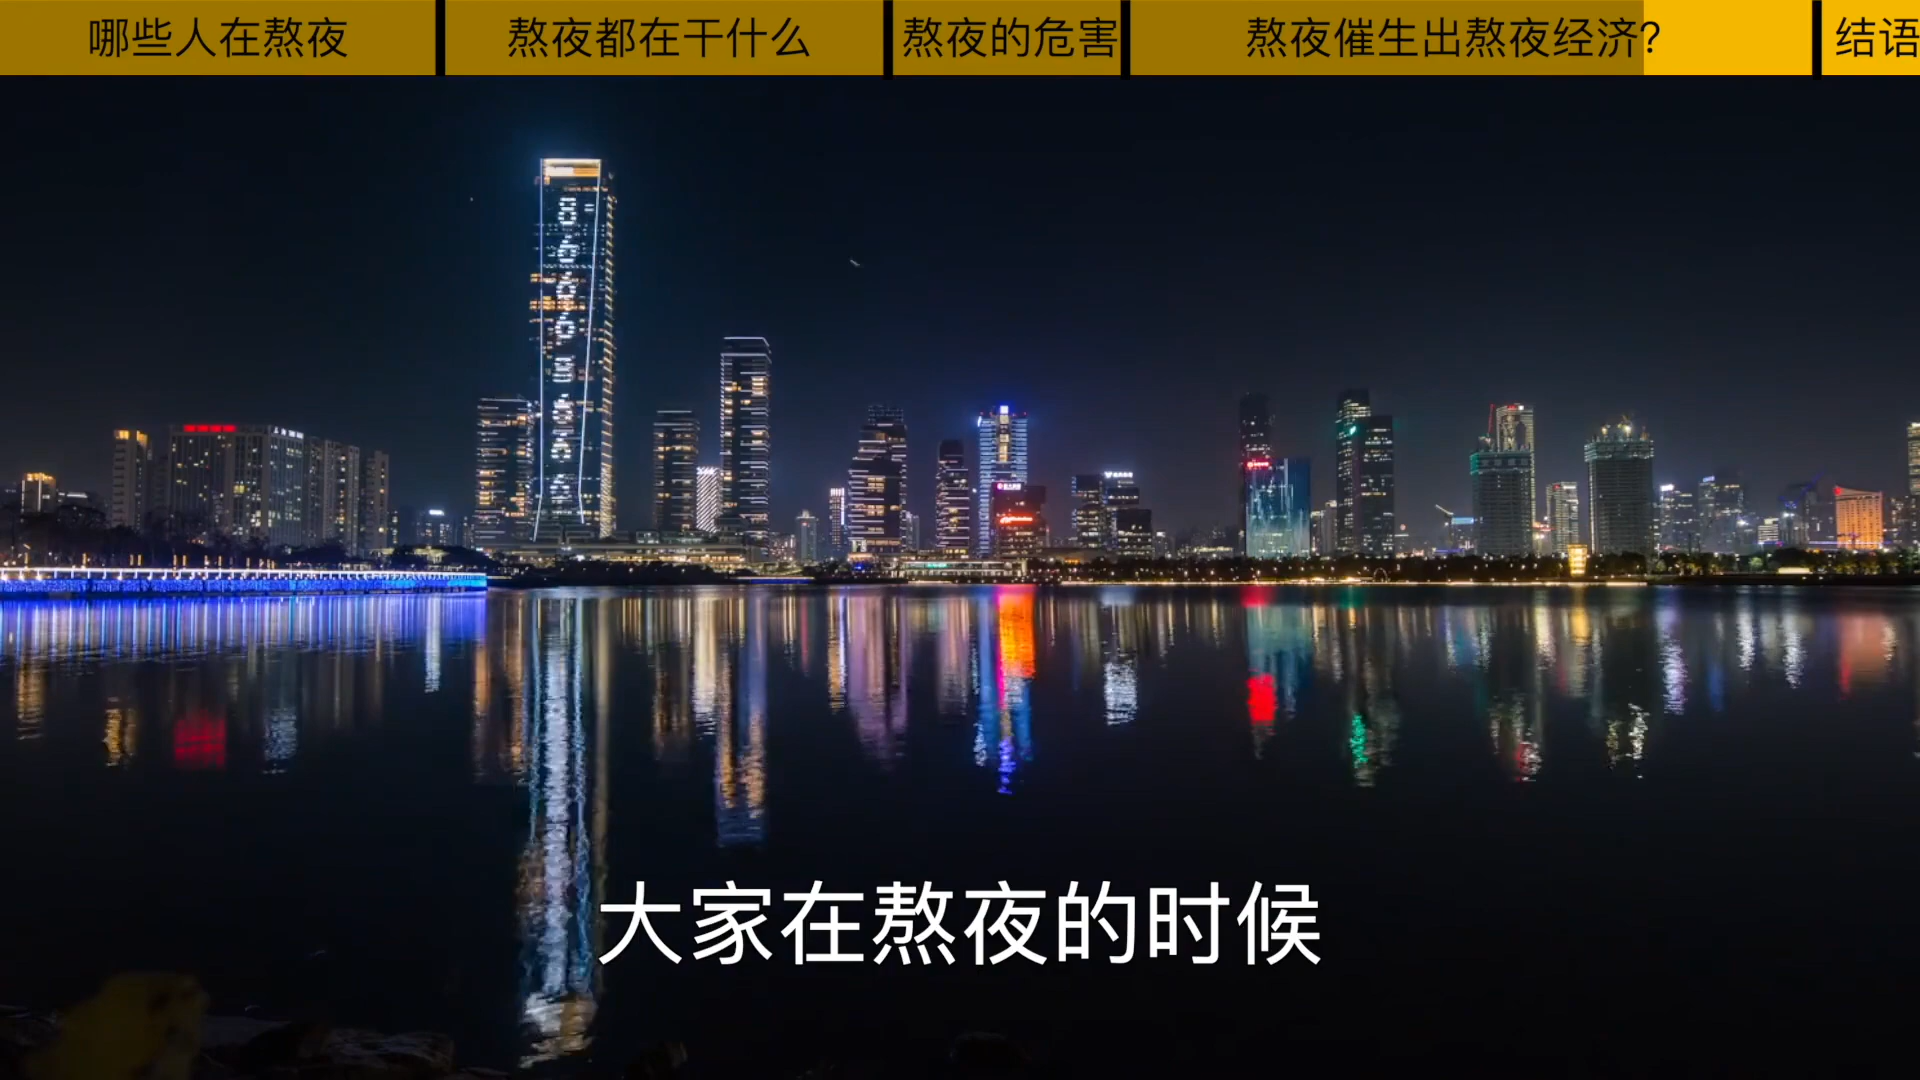 哪些人在熬夜
熬夜都在干什么
熬夜的危害
熬夜催生出熬夜经济?
结语
大家在熬夜的时候